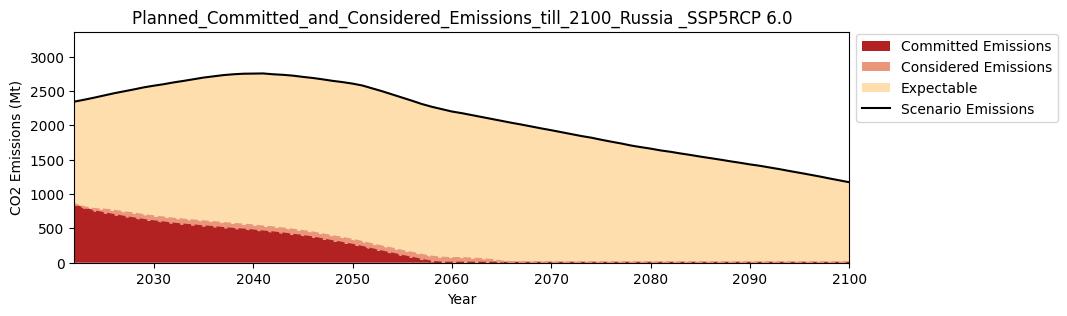 Planned_Committed_and_Considered_Emissions_till_2100_Russia _SSP5RCP 6.0
Committed Emissions
Considered Emissions
Expectable
Scenario Emissions
CO2 Emissions (Mt)
3000
2500
2000
1500
1000
500
0
2030 2040 2050 2060 2070 2080 2090 2100
Year